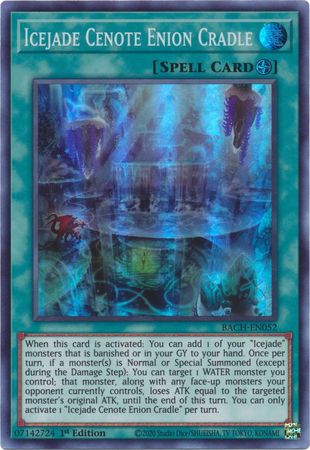 Icejade Cenote Enion Cradle
[Spell Card]
BACH-EN052
When this card is activated: You can add 1 of your "Icejade"
monsters that is banished or in your GY to your hand. Once per
turn, if a monster(s) is Normal or Special Summoned (except
during the Damage Step): You can target 1 WATER monster you
control; that monster, along with any face-up monsters your
opponent currently controls, loses ATK equal to the targeted
monster's original ATK, until the end of this turn. You can only
activate 1 "Icejade Cenote Enion Cradle" per turn.
07142724 1st Edition ©2020 Studio Dice/SHUEISHA, TV TOKYO, KONAMI